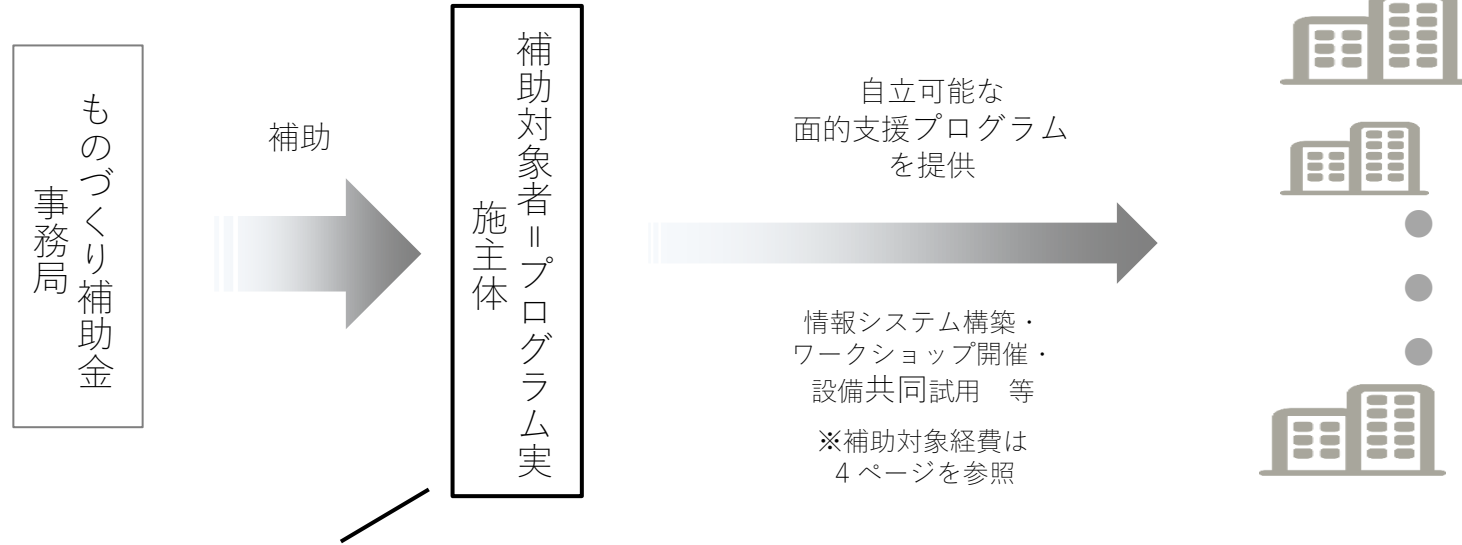 ものづくり補助金
事務局
補助
補助対象者＝プログラム実
施主体
自立可能な
面的支援プログラム
を提供
情報システム構築・
ワークショップ開催・
設備共同試用　等
※補助対象経費は
4 ページを参照